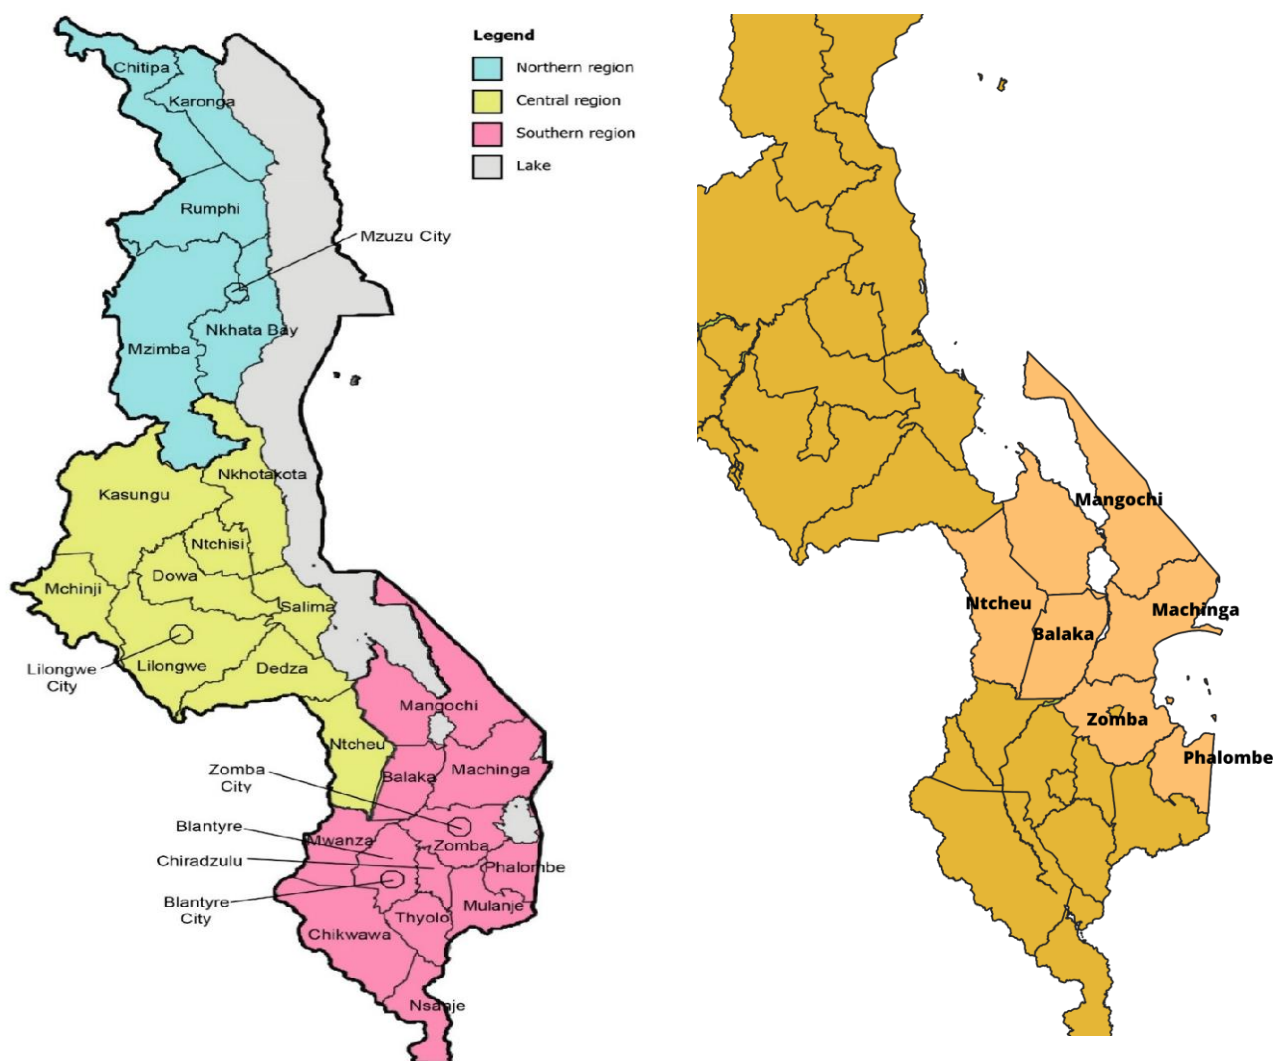 Legend
Northern region
Central region
Southern region
Lake
Chitipa
Karonga
Rumphi
Mzuzu City
Nkhata Bay
Mzimba
Nkhotakota
Kasungu
Ntchisi
Dowa
Mchinji
Salima
Lilongwe
City
Lilongwe
Dedza
Mangochi
Ntcheu
Zomba
City
Balaka
Machinga
Blantyre
Mwanza
Zomba
Chiradzulu
Phalombe
Blantyre
City
Mulanje
Thyolo
Chikwawa
Nsanje
Mangochi
Ntcheu
Machinga
Balaka
Zomba
Phalombe